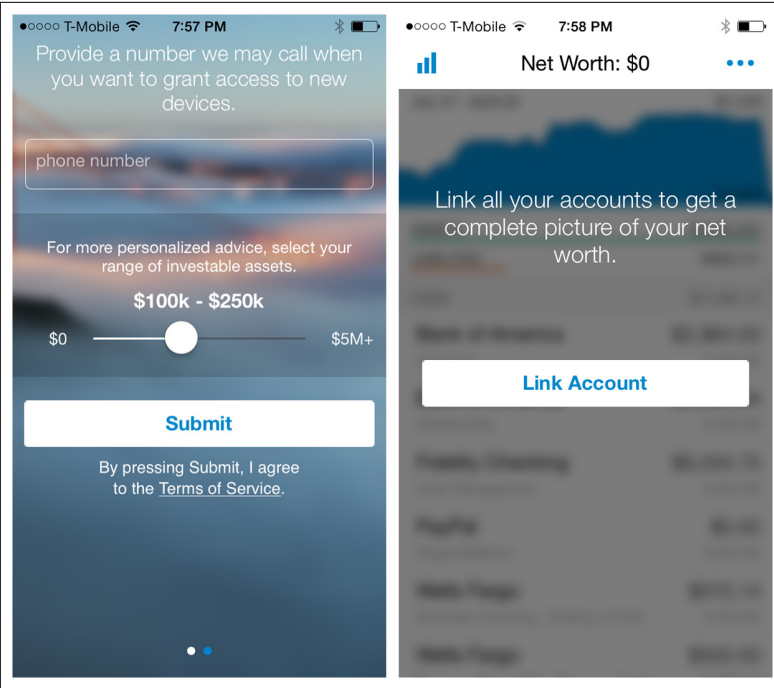 T-Mobile 7:57 PM
Provide a number we may call when
you want to grant access to new
devices.
phone number
For more personalized advice, select your
range of investable assets.
$100k - $250k
$0 $5M+
Submit
By pressing Submit, I agree
to the Terms of Service.
T-Mobile 7:58 PM
Net Worth: $0
Link all your accounts to get a
complete picture of your net
worth.
Bank of America
Link Account
Fidelity Checking
PayPal
Wells Fargo
Wells Fargo